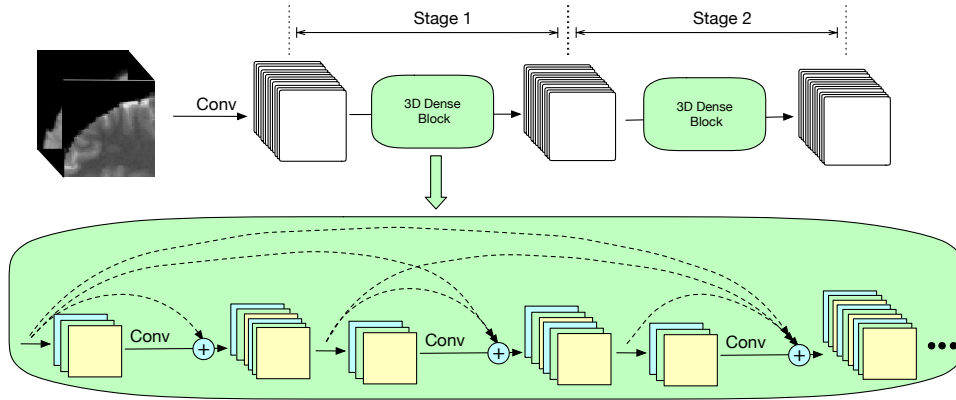 Stage 1
Stage 2
Conv
3D Dense
Block
3D Dense
Block
Conv
+
Conv
+
Conv
+